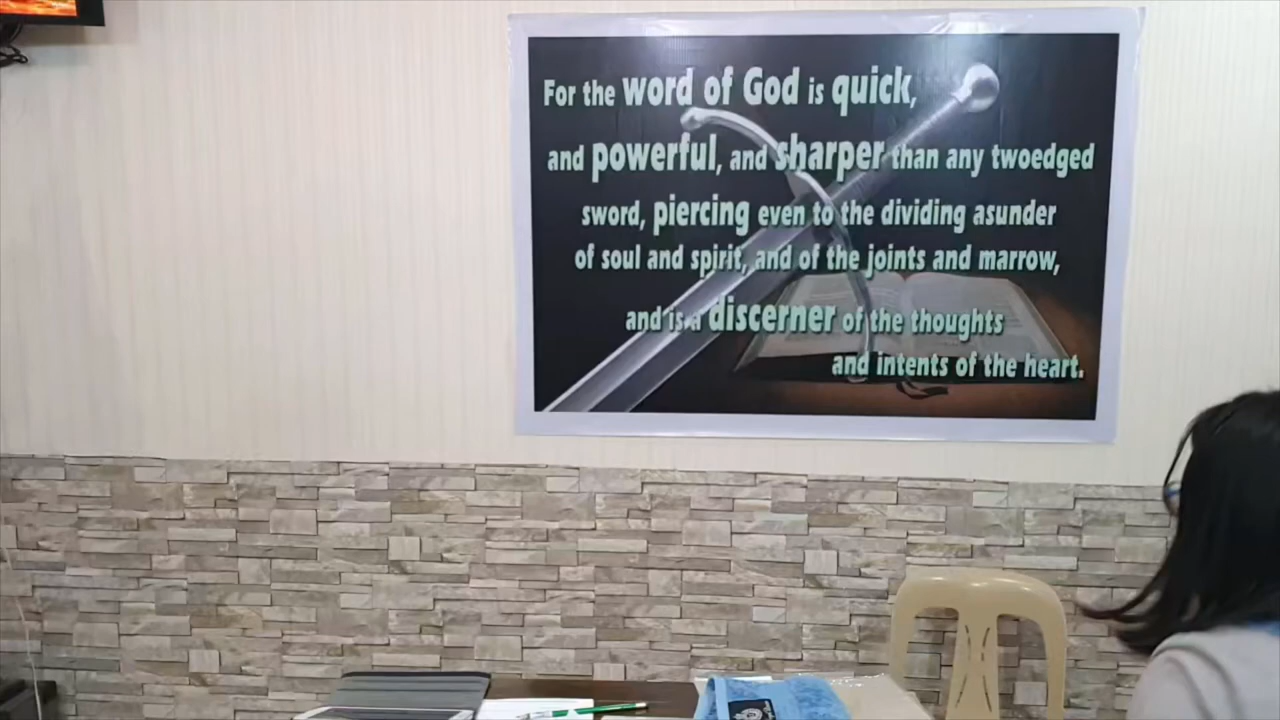 For the word of God is quick,
and powerful, and sharper than any twoedged
sword, piercing even to the dividing asunder
of soul and spirit, and of the joints and marrow,
and is a discerner of the thoughts
and intents of the heart.